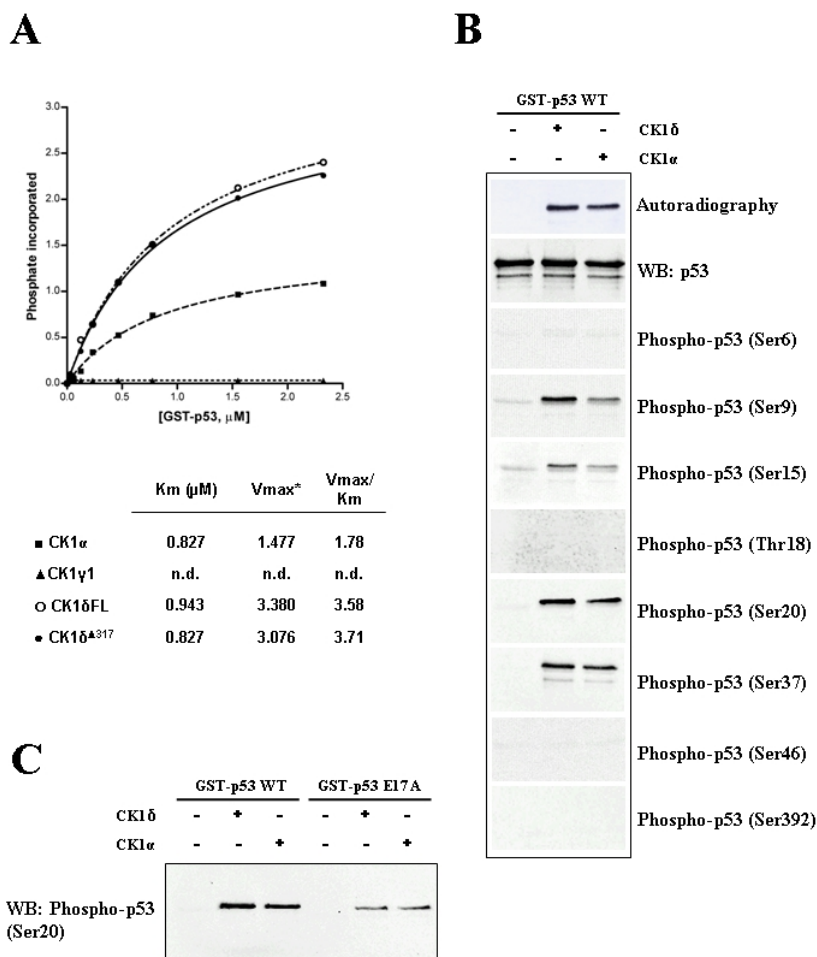 A
3.0
2.5
2.0
1.5
1.0
0.5
0.0
Phosphate incorporated
0.0 0.5 1.0 1.5 2.0 2.5
[GST-p53, μM]
Km (μM) Vmax* Vmax/
Km
■ CK1α 0.827 1.477 1.78
▲ CK1γ1 n.d. n.d. n.d.
○ CK1δFL 0.943 3.380 3.58
● CK1δ▲317 0.827 3.076 3.71
B
GST-p53 WT
- + - CK1δ
- - + CK1α
Autoradiography
WB: p53
Phospho-p53 (Ser6)
Phospho-p53 (Ser9)
Phospho-p53 (Ser15)
Phospho-p53 (Thr18)
Phospho-p53 (Ser20)
Phospho-p53 (Ser37)
Phospho-p53 (Ser46)
Phospho-p53 (Ser392)
C
GST-p53 WT GST-p53 E17A
CK1δ - + - - + -
CK1α - - + - - +
WB: Phospho-p53
(Ser20)